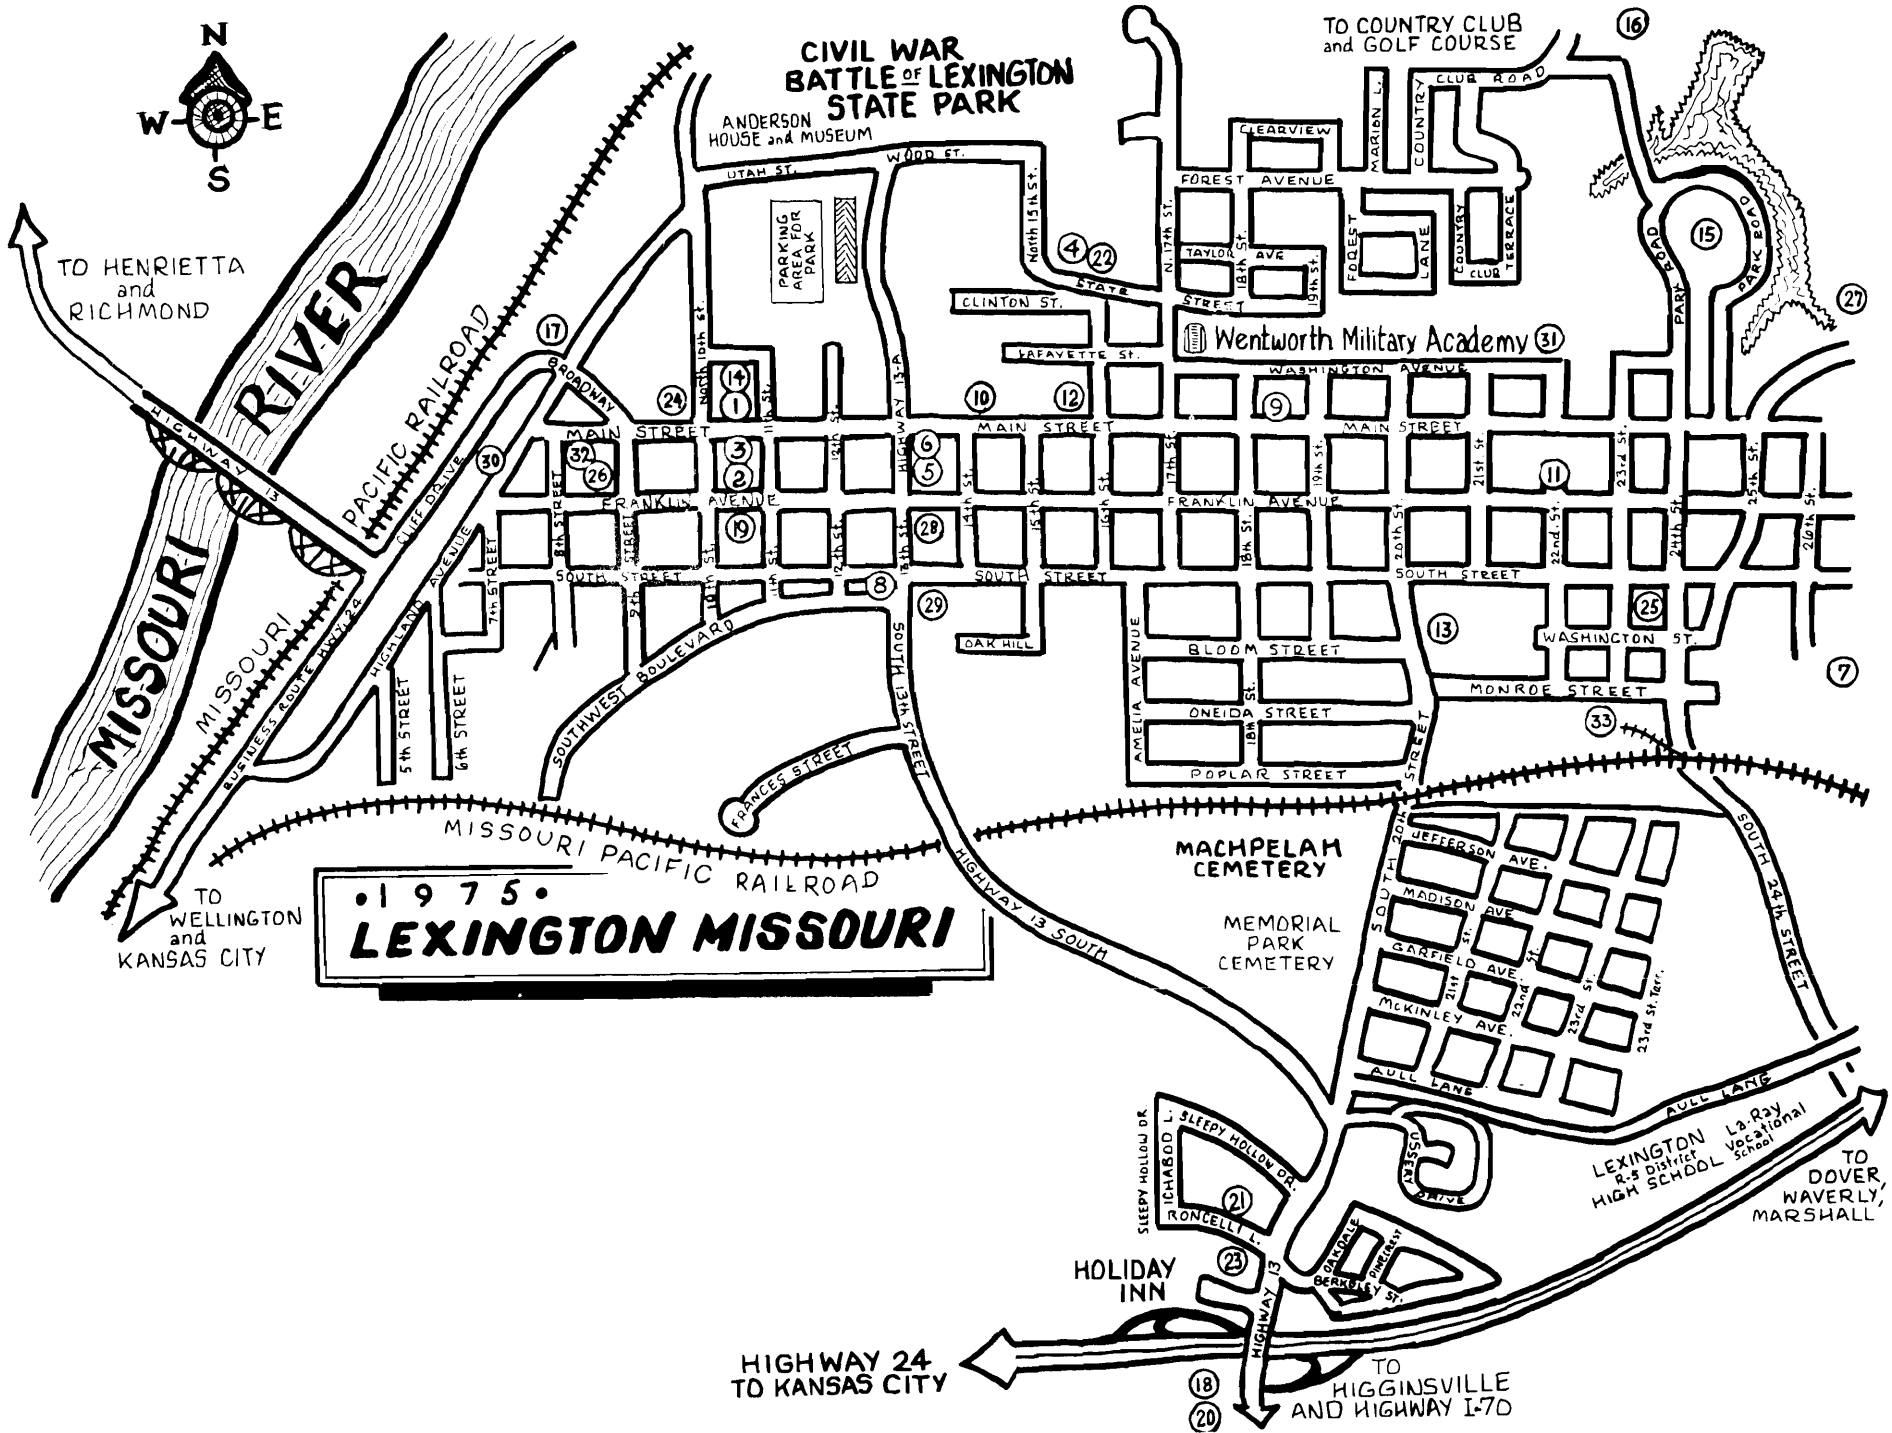 N
W
E
S
CIVIL WAR
BATTLE OF LEXINGTON
STATE PARK
ANDERSON
HOUSE and MUSEUM
TO COUNTRY CLUB
and GOLF COURSE
16
CLUB ROAD
MARION L.
COUNTRY
CLEARVIEW
FOREST AVENUE
WOOD ST.
UTAH ST.
PARKING
AREA FOR
PARK
North 15th St.
N. 17th ST.
TAYLOR AVE
18th St.
19th St.
FOREST
LANE
COUNTRY
CLUB
TERRACE
PARK ROAD
PARK ROAD
15
27
4
22
STATE
STREET
CLINTON ST.
LAFAYETTE ST.
Wentworth Military Academy
31
WASHINGTON AVENUE
TO HENRIETTA
and
RICHMOND
RIVER
MISSOURI
HIGHWAY 13
PACIFIC RAILROAD
MISSOURI
17
BROADWAY
24
North 10th St.
14
1
11th St.
12th St.
HIGHWAY 13-A
10
12
9
MAIN STREET
MAIN STREET
MAIN STREET
CLIFF DRIVE
30
32
26
3
2
6
5
HIGHWAY
14th St.
15th St.
16th St.
17th St.
19th St.
21st St.
11
23rd St.
25th St.
FRANKLIN AVENUE
FRANKLIN AVENUE
8th STREET
STREET
19
28
12th St.
13th St.
18th St.
20th St.
22nd. St.
24th St.
26th St.
7th STREET
SOUTH STREET
SOUTH STREET
SOUTH STREET
9th
10th St.
11th St.
11th St.
8
29
OAK HILL
HIGHLAND AVENUE
BUSINESS ROUTE HWY. 24
5th STREET
6th STREET
SOUTHWEST BOULEVARD
SOUTH 13th STREET
FRANCES STREET
AMELIA AVENUE
BLOOM STREET
18th St.
ONEIDA STREET
18th St.
POPLAR STREET
13
25
WASHINGTON ST.
MONROE STREET
33
7
STREET
SOUTH 20th
MISSOURI PACIFIC RAILROAD
TO
WELLINGTON
and
KANSAS CITY
•1975•
LEXINGTON MISSOURI
HIGHWAY 13 SOUTH
MACHPELAH
CEMETERY
MEMORIAL
PARK
CEMETERY
JEFFERSON AVE.
MADISON AVE
GARFIELD AVE.
McKINLEY AVE.
21st St.
22nd St.
23rd St.
23rd St. Terr.
SOUTH 24th STREET
AULL LANE
AULL LANE
SLEEPY HOLLOW DR.
ICHABOD L.
SLEEPY HOLLOW DR.
21
RONCELLI L.
USSERY
DRIVE
LEXINGTON
R-5 District
HIGH SCHOOL
La-Ray
Vocational
School
TO
DOVER,
WAVERLY,
MARSHALL
HOLIDAY
INN
23
OAKDALE
PINECREST
BERKELEY ST.
HIGHWAY 13
HIGHWAY 24
TO KANSAS CITY
18
20
TO
HIGGINSVILLE
AND HIGHWAY I-70